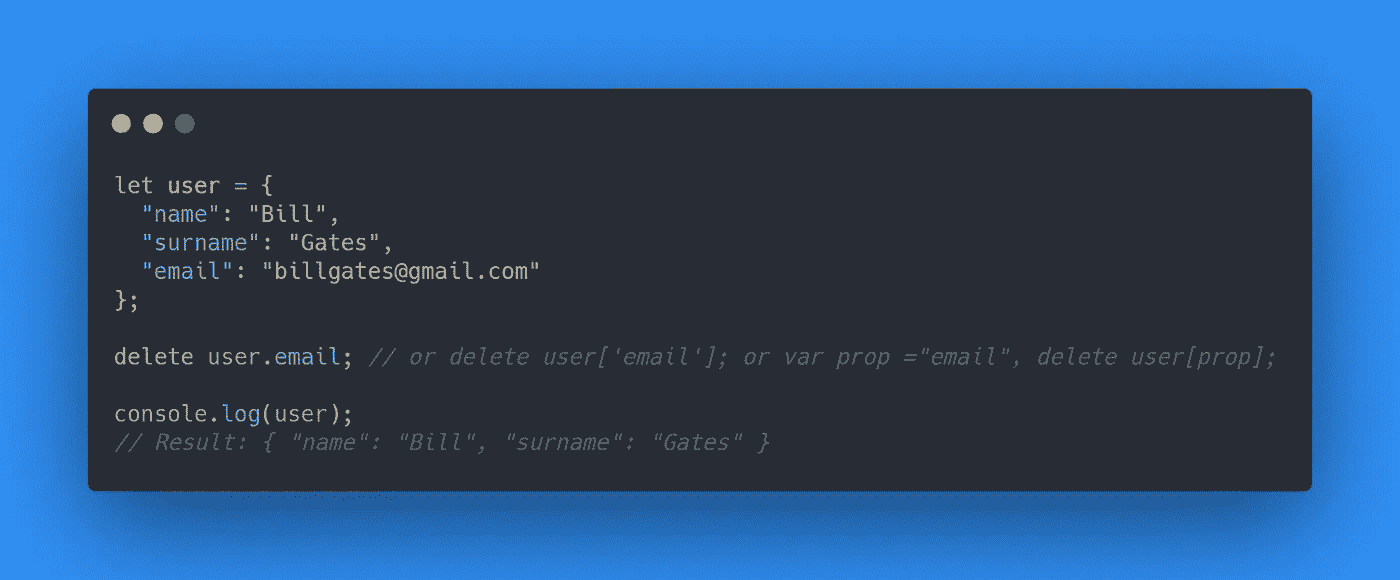 let user = {
  "name": "Bill",
  "surname": "Gates",
  "email": "billgates@gmail.com"
};
delete user.email; // or delete user['email']; or var prop ="email", delete user[prop];
console.log(user);
// Result: { "name": "Bill", "surname": "Gates" }